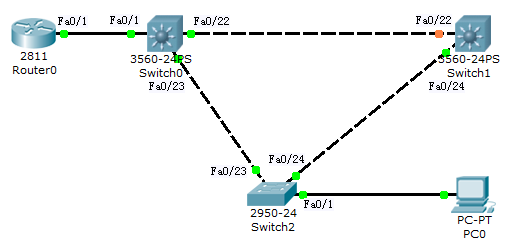 Fa0/1
Fa0/1
Fa0/22
Fa0/22
2811
Router0
3560-24PS
Switch0
3560-24PS
Switch1
Fa0/23
Fa0/24
Fa0/23
Fa0/24
Fa0/1
2950-24
Switch2
PC-PT
PC0